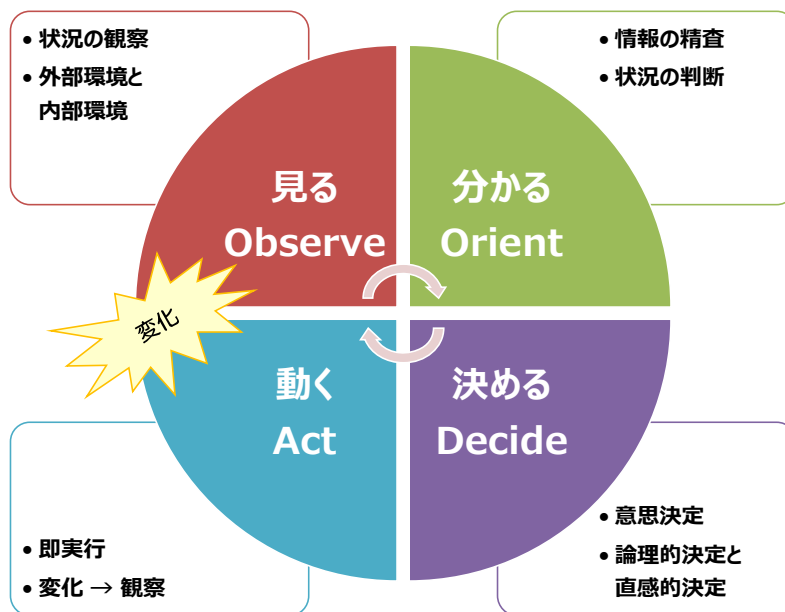 • 状況の観察
• 外部環境と
内部環境
• 情報の精査
• 状況の判断
見る
Observe
分かる
Orient
変化
動く
Act
決める
Decide
• 即実行
• 変化 → 観察
• 意思決定
• 論理的決定と
直感的決定